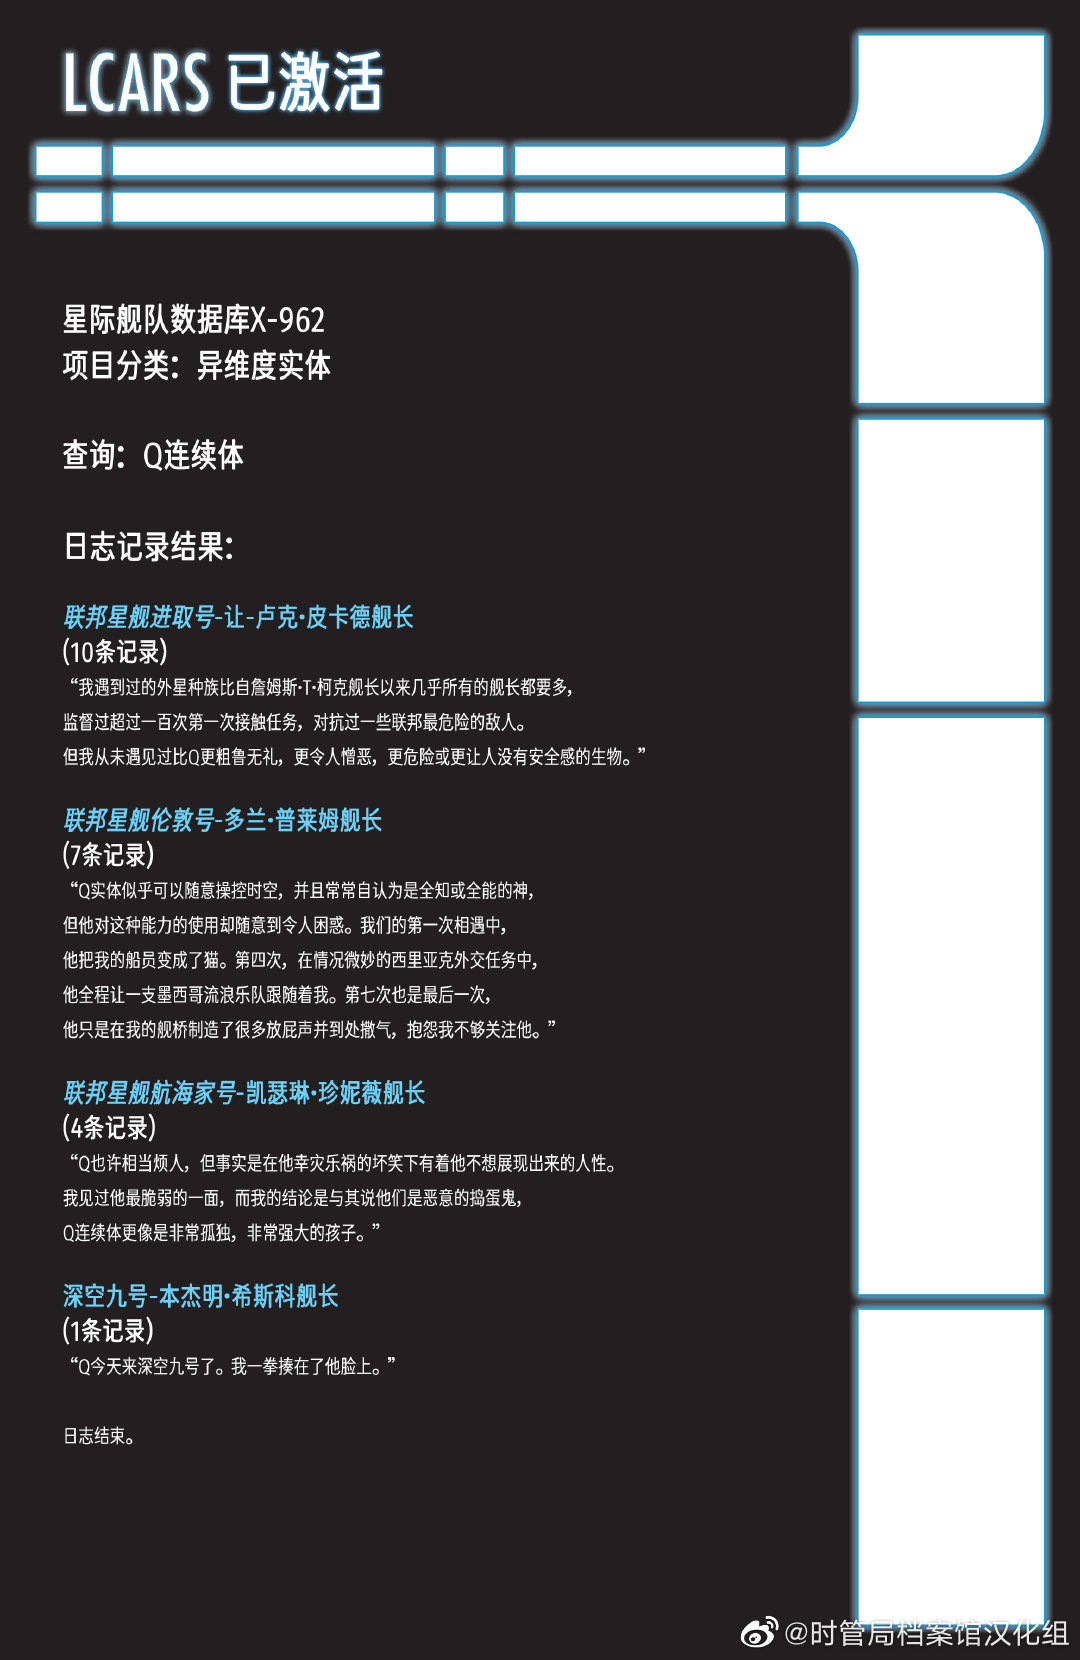 LCARS 已激活
星际舰队数据库X-962
项目分类：异维度实体
查询：Q连续体
日志记录结果：
联邦星舰进取号-让-卢克·皮卡德舰长
(10条记录)
“我遇到过的外星种族比自詹姆斯·T·柯克舰长以来几乎所有的舰长都要多，
监督过超过一百次第一次接触任务，对抗过一些联邦最危险的敌人。
但我从未遇见过比Q更粗鲁无礼，更令人憎恶，更危险或更让人没有安全感的生物。”
联邦星舰伦敦号-多兰·普莱姆舰长
(7条记录)
“Q实体似乎可以随意操控时空，并且常常自认为是全知或全能的神，
但他对这种能力的使用却随意到令人困惑。我们的第一次相遇中，
他把我的船员变成了猫。第四次，在情况微妙的西里亚克外交任务中，
他全程让一支墨西哥流浪乐队跟随着我。第七次也是最后一次，
他只是在我的舰桥制造了很多放屁声并到处撒气，抱怨我不够关注他。”
联邦星舰航海家号-凯瑟琳·珍妮薇舰长
(4条记录)
“Q也许相当烦人，但事实是在他幸灾乐祸的坏笑下有着他不想展现出来的人性。
我见过他最脆弱的一面，而我的结论是与其说他们是恶意的捣蛋鬼，
Q连续体更像是非常孤独，非常强大的孩子。”
深空九号-本杰明·希斯科舰长
(1条记录)
“Q今天来深空九号了。我一拳揍在了他脸上。”
日志结束。
@时管局档案馆汉化组